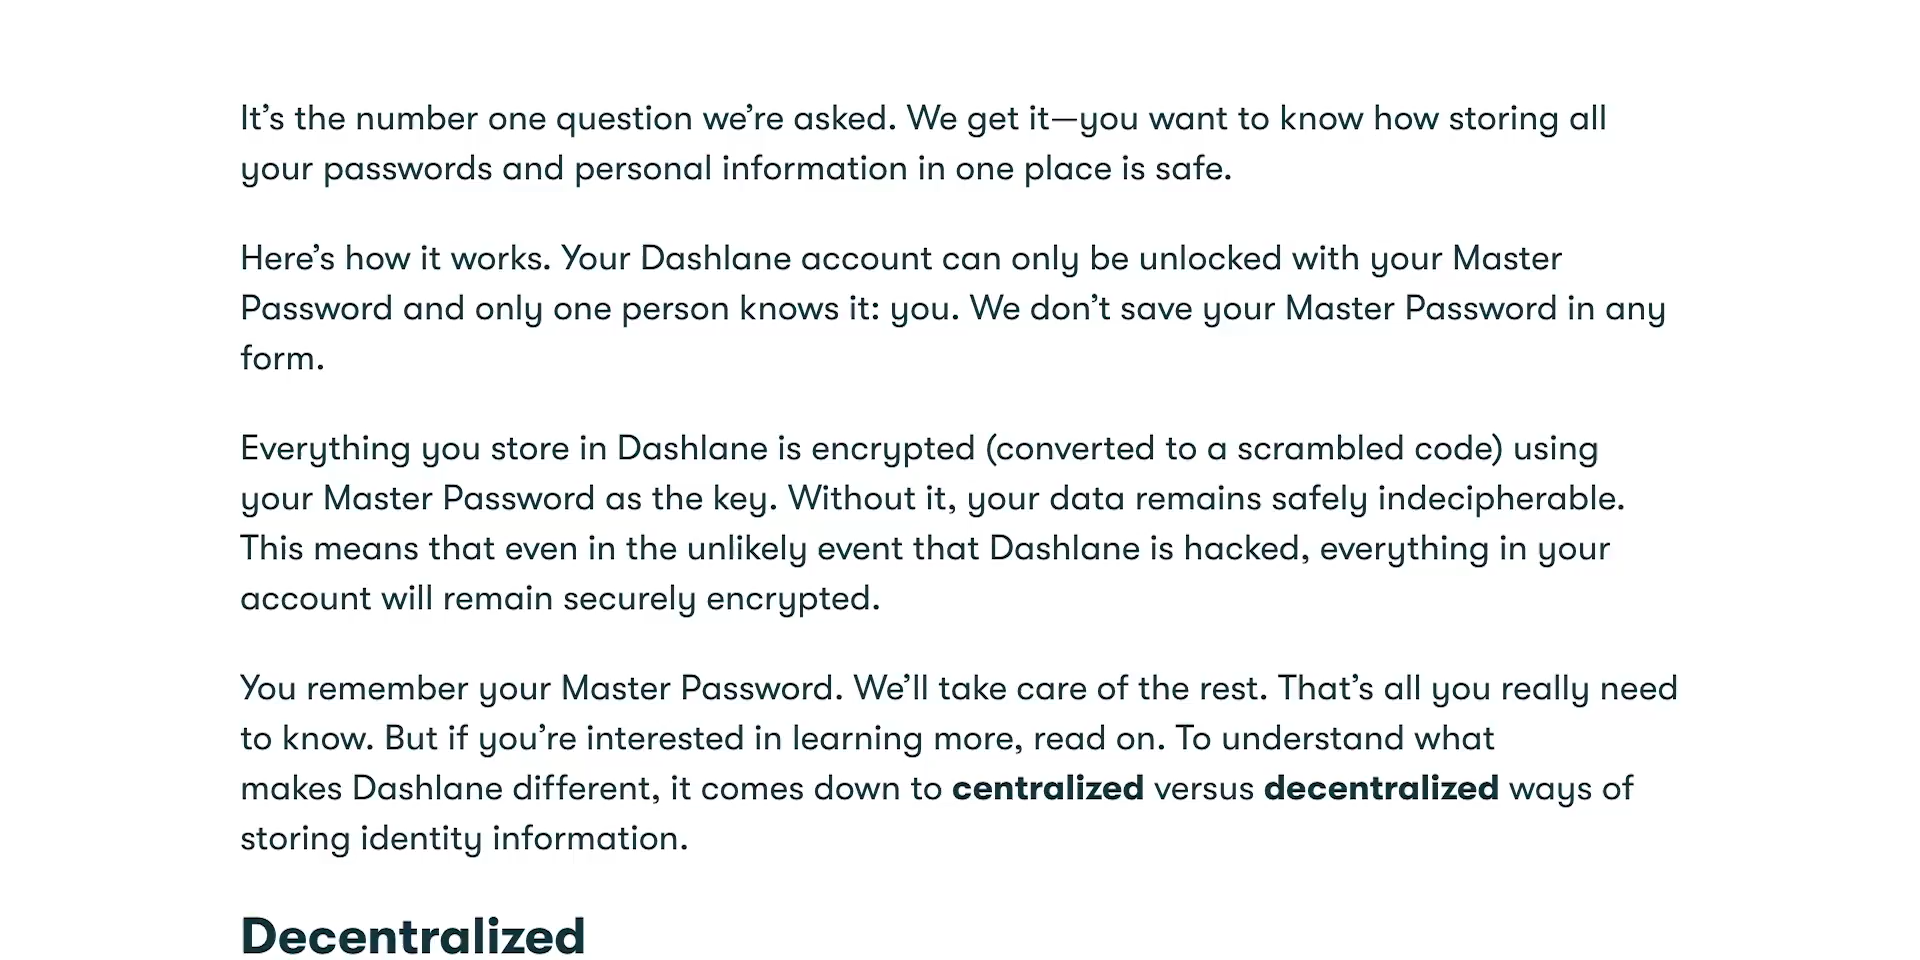 It’s the number one question we’re asked. We get it—you want to know how storing all
your passwords and personal information in one place is safe.
Here’s how it works. Your Dashlane account can only be unlocked with your Master
Password and only one person knows it: you. We don’t save your Master Password in any
form.
Everything you store in Dashlane is encrypted (converted to a scrambled code) using
your Master Password as the key. Without it, your data remains safely indecipherable.
This means that even in the unlikely event that Dashlane is hacked, everything in your
account will remain securely encrypted.
You remember your Master Password. We’ll take care of the rest. That’s all you really need
to know. But if you’re interested in learning more, read on. To understand what
makes Dashlane different, it comes down to centralized versus decentralized ways of
storing identity information.
Decentralized